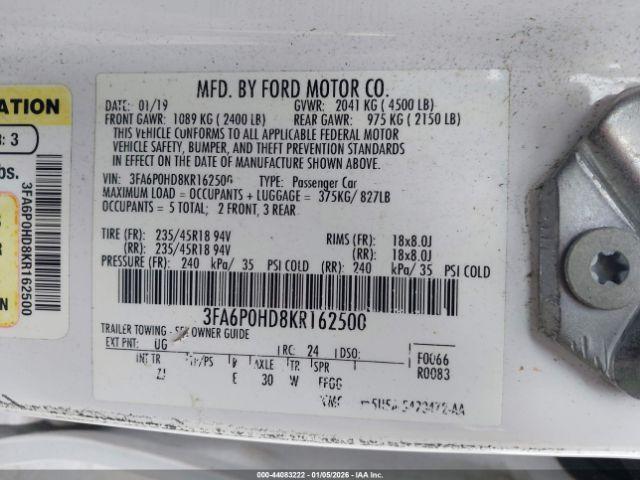 ATION
: 3
bs.
3FA6P0HD8KR162500
MFD. BY FORD MOTOR CO.
DATE: 01/19 GVWR: 2041 KG ( 4500 LB)
FRONT GAWR: 1089 KG ( 2400 LB) REAR GAWR: 975 KG ( 2150 LB)
THIS VEHICLE CONFORMS TO ALL APPLICABLE FEDERAL MOTOR
VEHICLE SAFETY, BUMPER, AND THEFT PREVENTION STANDARDS
IN EFFECT ON THE DATE OF MANUFACTURE SHOWN ABOVE.
VIN: 3FA6P0HD8KR162500 TYPE: Passenger Car
MAXIMUM LOAD = OCCUPANTS + LUGGAGE = 375KG/ 827LB
OCCUPANTS = 5 TOTAL; 2 FRONT, 3 REAR
TIRE (FR): 235/45R18 94V RIMS (FR): 18x8.0J
(RR): 235/45R18 94V (RR): 18x8.0J
PRESSURE (FR): 240 kPa/ 35 PSI COLD (RR): 240 kPa/ 35 PSI COLD
3FA6P0HD8KR162500
TRAILER TOWING - SEE OWNER GUIDE
EXT PNT: UG RC: 24 DSO: F0066
INT TR TP/PS R AXLE TR SPR R0083
E 30 W
000-44083222 - 01/05/2026 - IAA Inc.